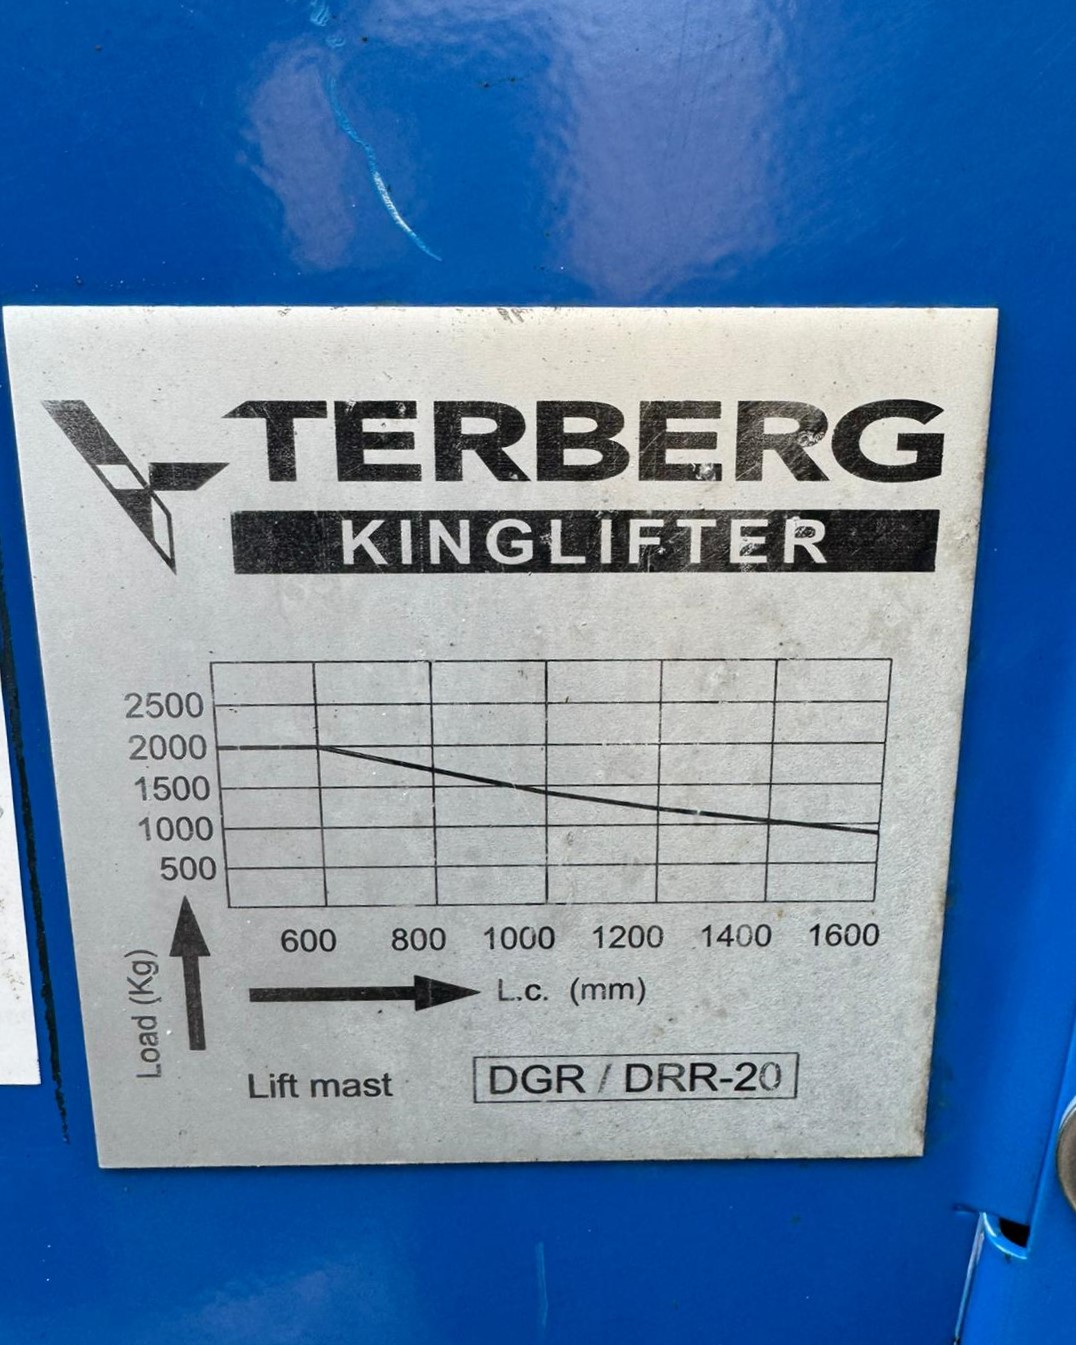 TERBERG
KINGLIFTER
2500
2000
1500
1000
500
600 800 1000 1200 1400 1600
Load (Kg)
L.c. (mm)
Lift mast DGR / DRR-20